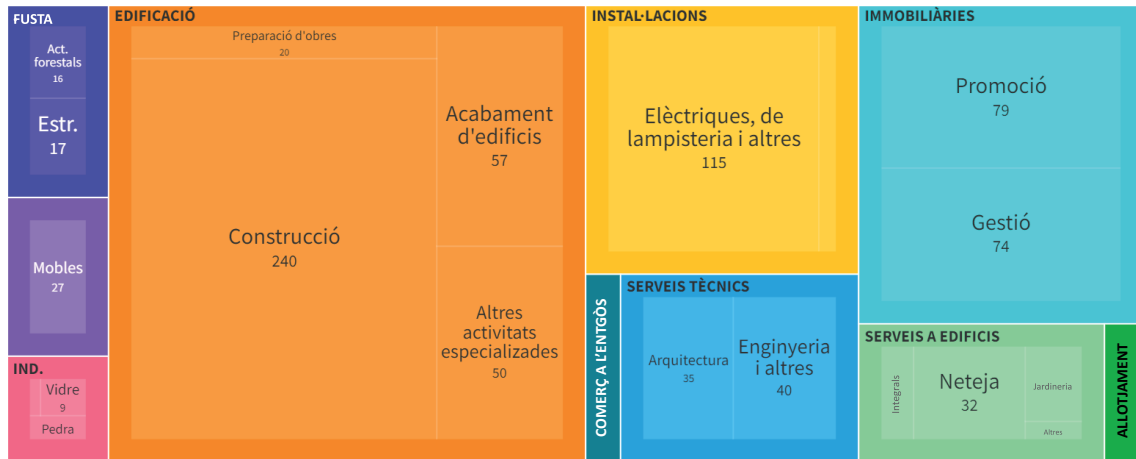 FUSTA
Act.
forestals
16
Estr.
17
Mobles
27
IND.
Vidre
9
Pedra
EDIFICACIÓ
Preparació d'obres
20
Construcció
240
Acabament
d'edificis
57
Altres
activitats
especializades
50
INSTAL·LACIONS
Elèctriques, de
lampisteria i altres
115
COMERÇ A L'ENTGÒS
SERVEIS TÈCNICS
Arquitectura
35
Enginyeria
i altres
40
IMMOBILIÀRIES
Promoció
79
Gestió
74
SERVEIS A EDIFICIS
Integrals
Neteja
32
Jardineria
Altres
ALLOTJAMENT